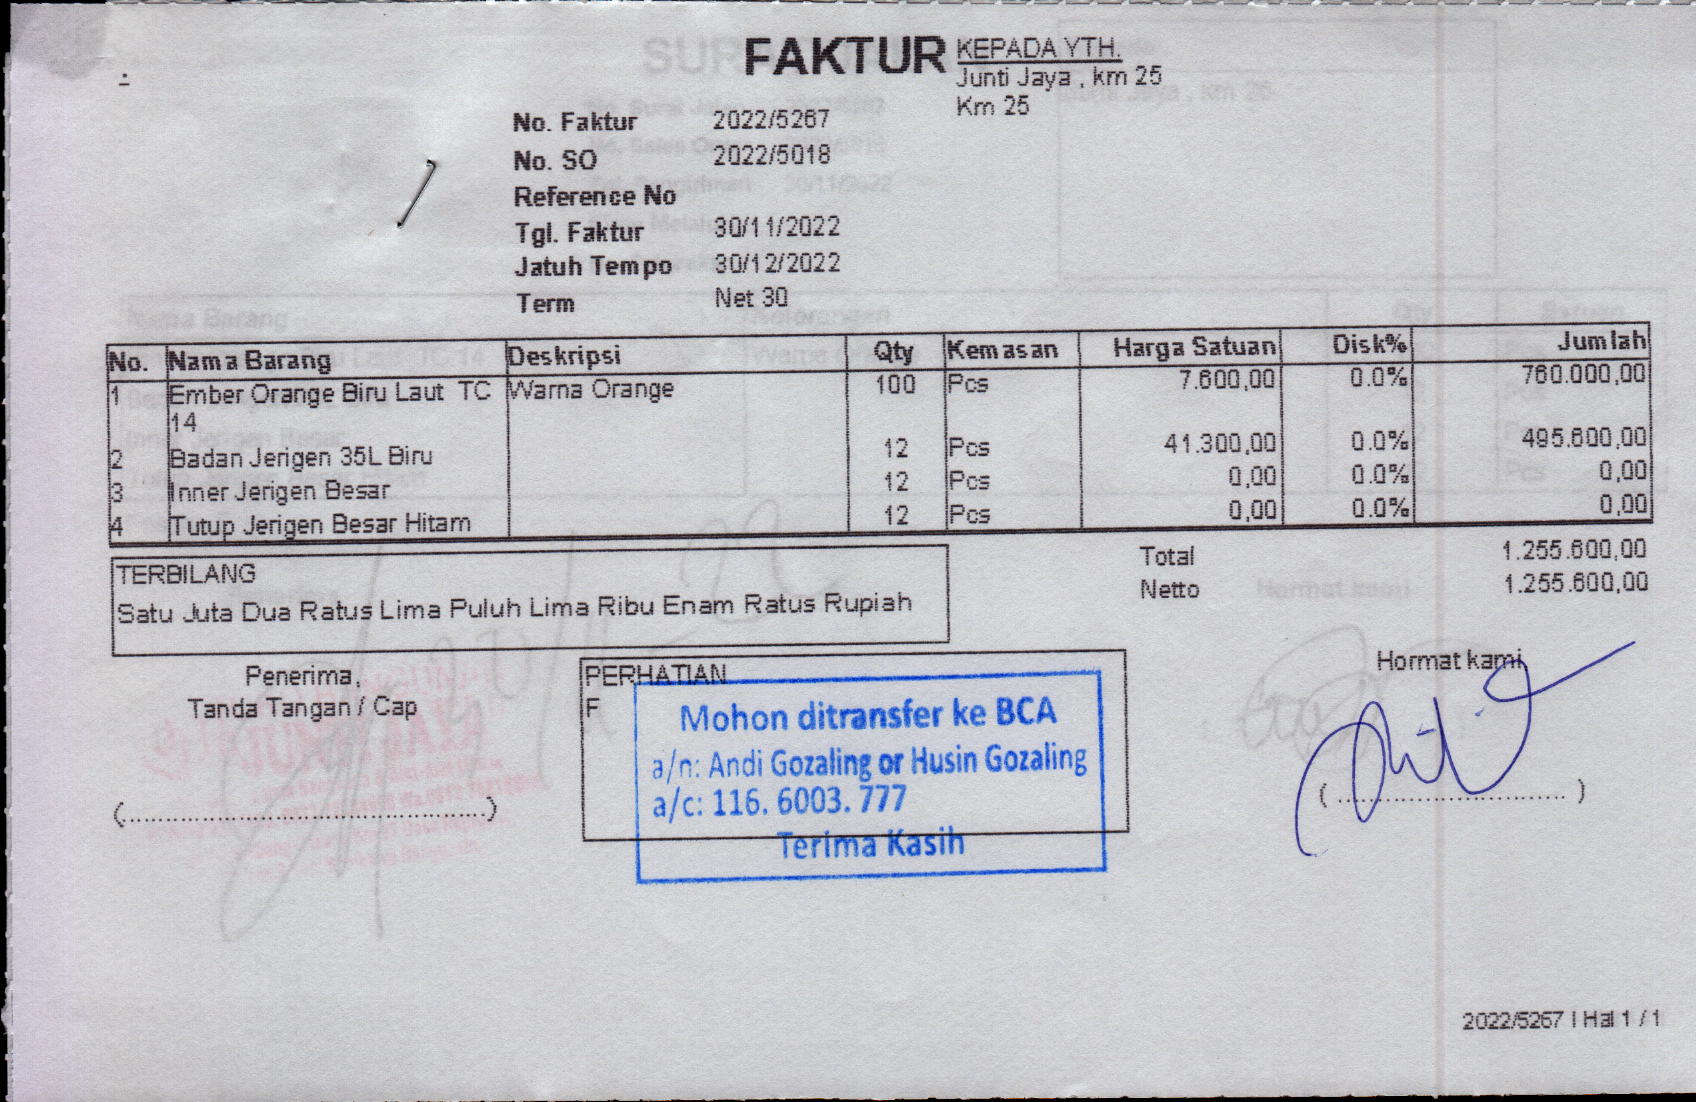 FAKTUR
KEPADA YTH.
Junti Jaya , km 25
Km 25
No. Faktur 2022/5267
No. SO 2022/5018
Reference No
Tgl. Faktur 30/11/2022
Jatuh Tempo 30/12/2022
Term Net 30
No. Nama Barang Deskripsi Qty Kemasan Harga Satuan Disk% Jumlah
1 Ember Orange Biru Laut TC Warna Orange 100 Pcs 7.600,00 0.0% 760.000,00
14
2 Badan Jerigen 35L Biru 12 Pcs 41.300,00 0.0% 495.600,00
3 Inner Jerigen Besar 12 Pcs 0,00 0.0% 0,00
4 Tutup Jerigen Besar Hitam 12 Pcs 0,00 0.0% 0,00
Total 1.255.600,00
Netto 1.255.600,00
TERBILANG
Satu Juta Dua Ratus Lima Puluh Lima Ribu Enam Ratus Rupiah
Penerima,
Tanda Tangan / Cap
(..................................................)
PERHATIAN
F
Mohon ditransfer ke BCA
a/n: Andi Gozaling or Husin Gozaling
a/c: 116. 6003. 777
Terima Kasih
Hormat kami,
( ................................ )
2022/5267 | Hal 1 / 1